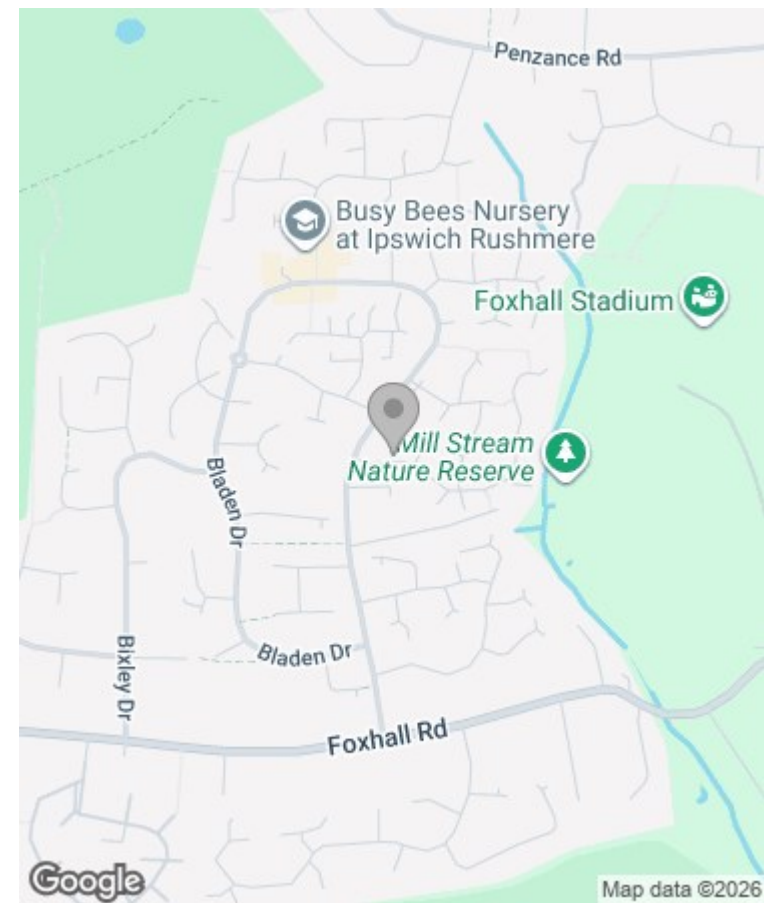 Penzance Rd
Busy Bees Nursery
at Ipswich Rushmere
Foxhall Stadium
Mill Stream
Nature Reserve
Bladen Dr
Bladen Dr
Bixley Dr
Foxhall Rd
Google
Map data ©2026